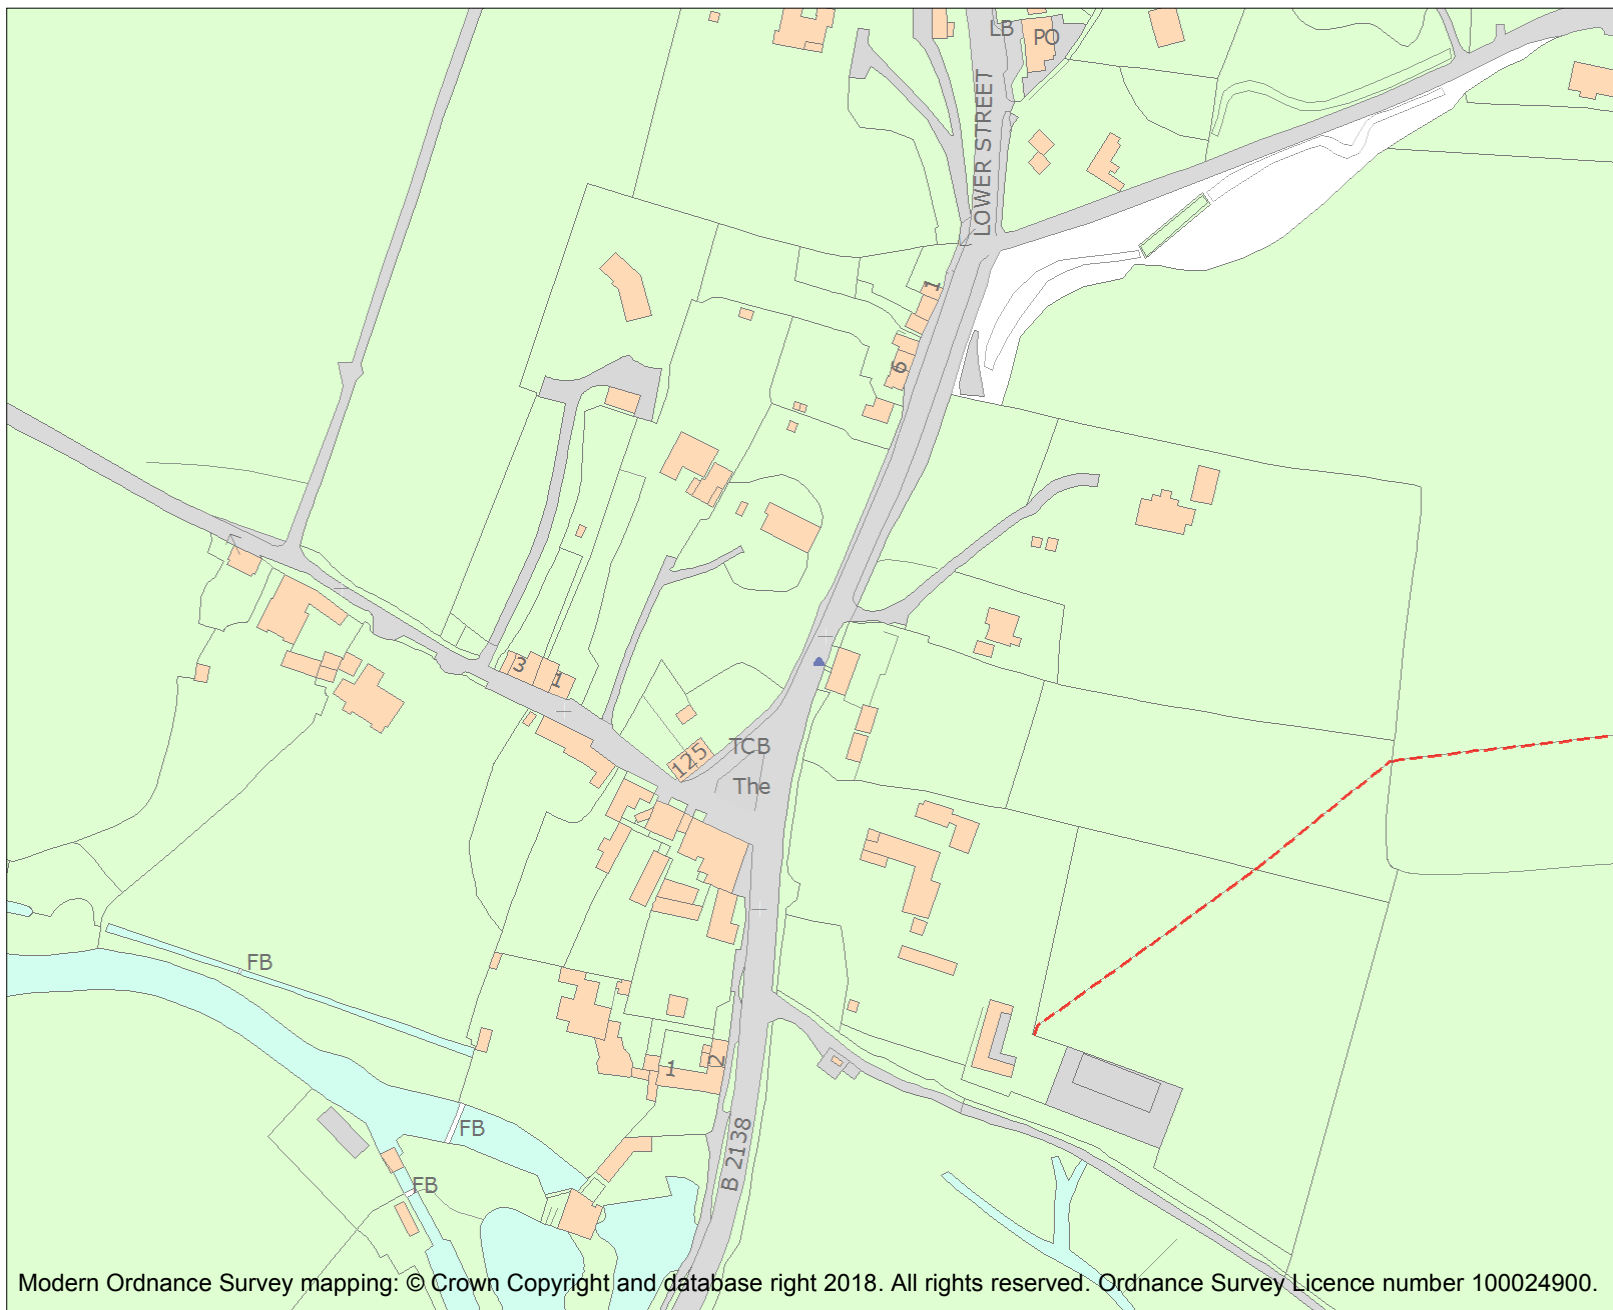 LB
PO
LOWER STREET
1
6
3
1
125
TCB
The
FB
1
2
FB
B 2138
FB
Modern Ordnance Survey mapping: © Crown Copyright and database right 2018. All rights reserved. Ordnance Survey Licence number 100024900.